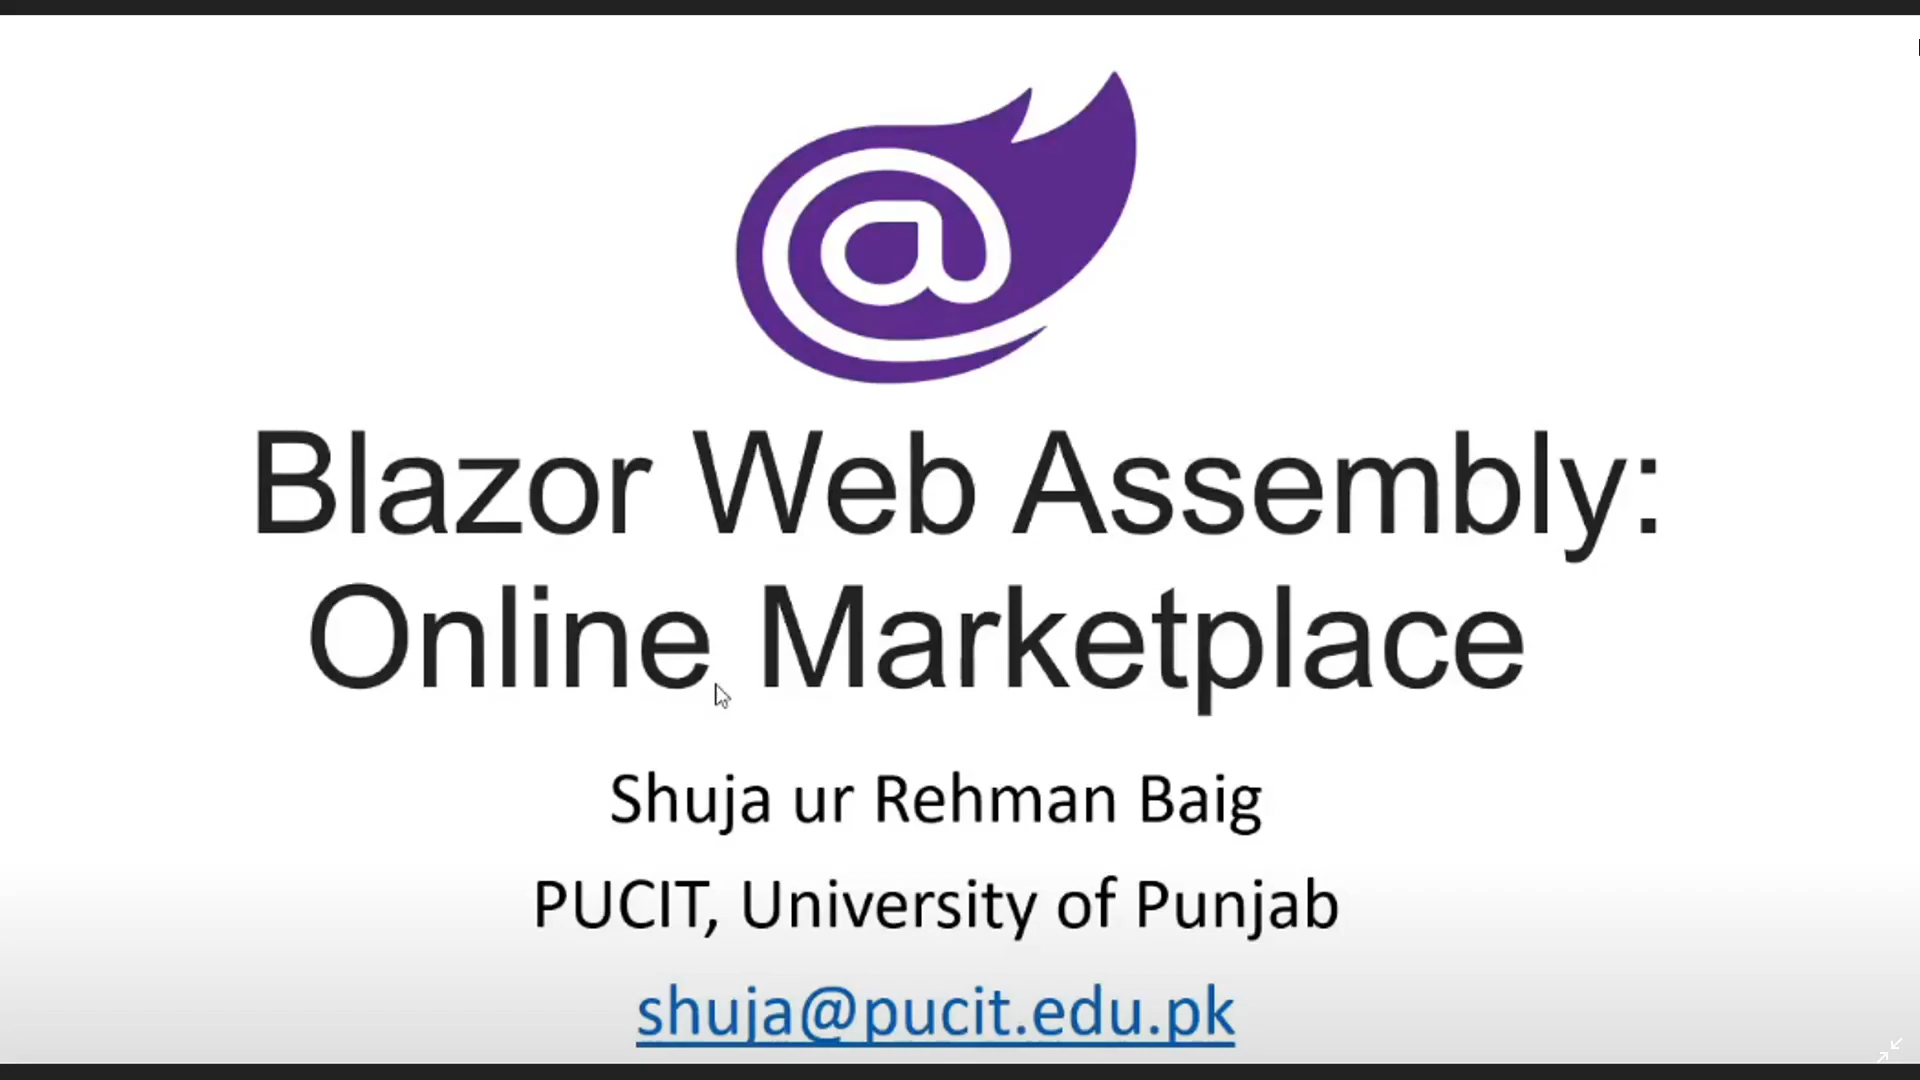 Blazor Web Assembly:
Online Marketplace
Shuja ur Rehman Baig
PUCIT, University of Punjab
shuja@pucit.edu.pk